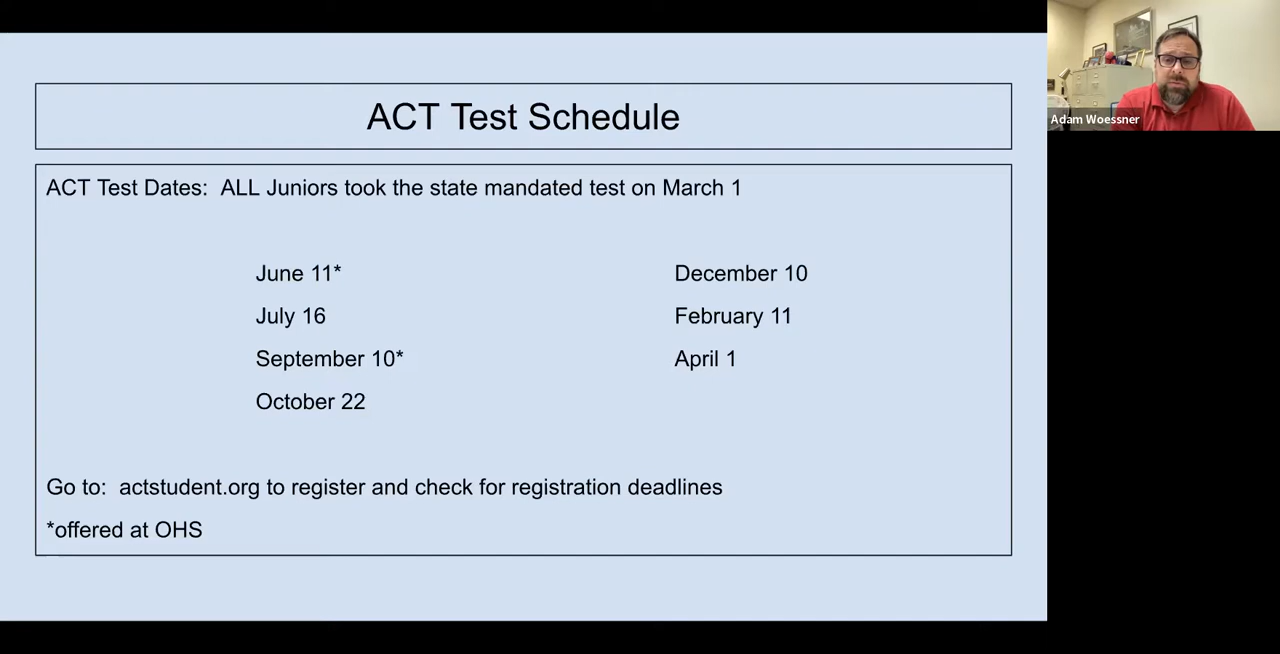 ACT Test Schedule
ACT Test Dates:  ALL Juniors took the state mandated test on March 1
June 11*
July 16
September 10*
October 22
December 10
February 11
April 1
Go to:  actstudent.org to register and check for registration deadlines
*offered at OHS
Adam Woessner